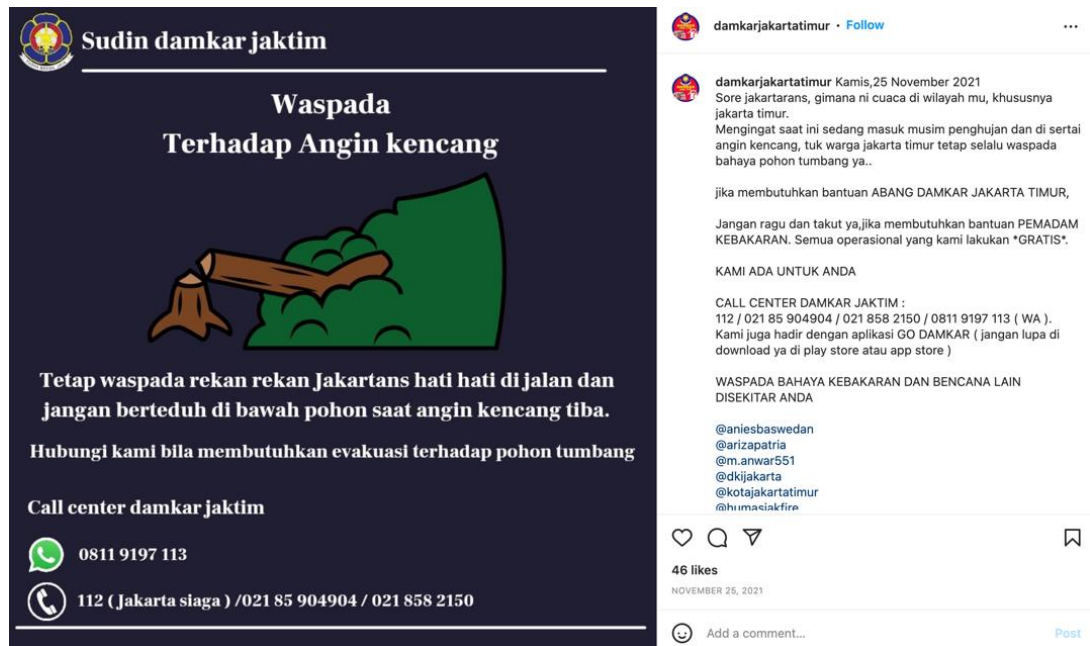 Sudin damkar jaktim
Waspada
Terhadap Angin kencang
Tetap waspada rekan rekan Jakartans hati hati di jalan dan
jangan berteduh di bawah pohon saat angin kencang tiba.
Hubungi kami bila membutuhkan evakuasi terhadap pohon tumbang
Call center damkar jaktim
0811 9197 113
112 ( Jakarta siaga ) /021 85 904904 / 021 858 2150
damkarjakartatimur • Follow
damkarjakartatimur Kamis,25 November 2021
Sore jakartarans, gimana ni cuaca di wilayah mu, khususnya
jakarta timur.
Mengingat saat ini sedang masuk musim penghujan dan di sertai
angin kencang, tuk warga jakarta timur tetap selalu waspada
bahaya pohon tumbang ya..
jika membutuhkan bantuan ABANG DAMKAR JAKARTA TIMUR,
Jangan ragu dan takut ya,jika membutuhkan bantuan PEMADAM
KEBAKARAN. Semua operasional yang kami lakukan *GRATIS*.
KAMI ADA UNTUK ANDA
CALL CENTER DAMKAR JAKTIM :
112 / 021 85 904904 / 021 858 2150 / 0811 9197 113 ( WA ).
Kami juga hadir dengan aplikasi GO DAMKAR ( jangan lupa di
download ya di play store atau app store )
WASPADA BAHAYA KEBAKARAN DAN BENCANA LAIN
DISEKITAR ANDA
@aniesbaswedan
@arizapatria
@m.anwar551
@dkijakarta
@kotajakartatimur
@humasjakfire
46 likes
NOVEMBER 25, 2021
Add a comment...
Post